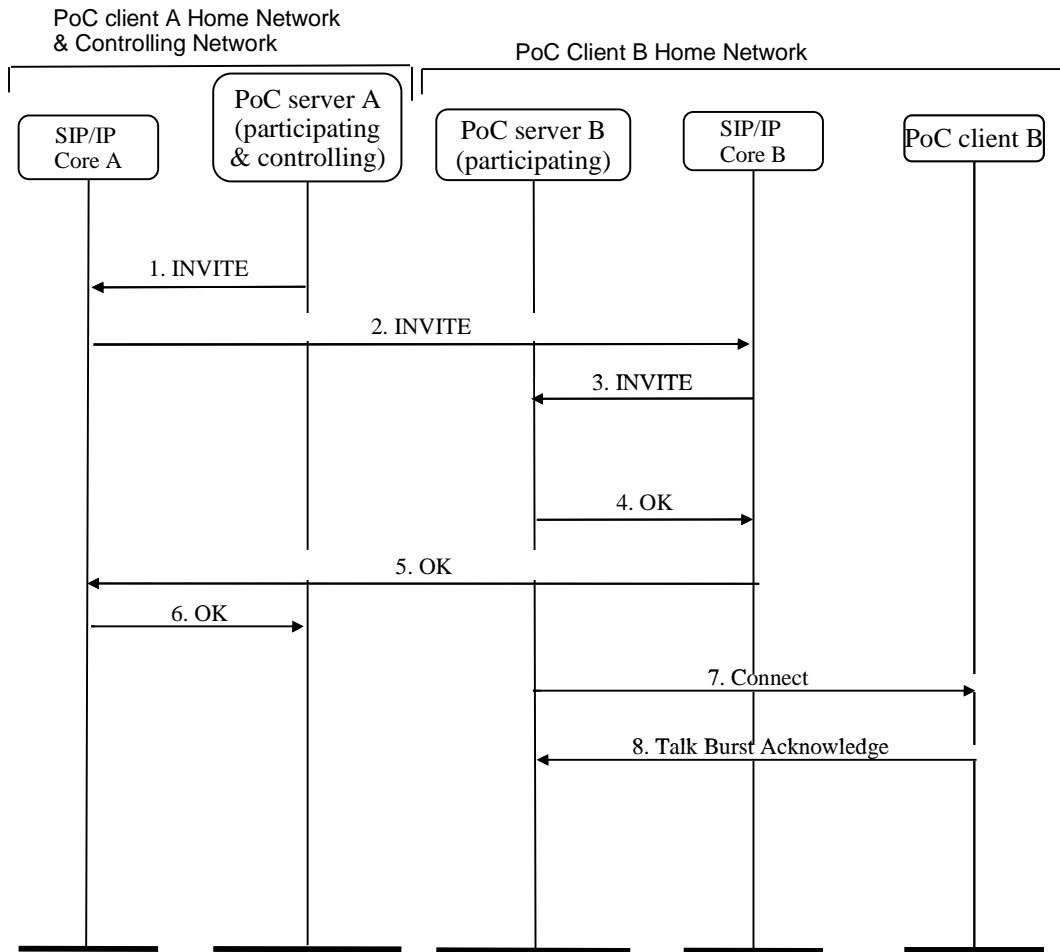 PoC client A Home Network
& Controlling Network
PoC Client B Home Network
SIP/IP
Core A
PoC server A
(participating
& controlling)
PoC server B
(participating)
SIP/IP
Core B
PoC client B
1. INVITE
2. INVITE
3. INVITE
4. OK
5. OK
6. OK
7. Connect
8. Talk Burst Acknowledge